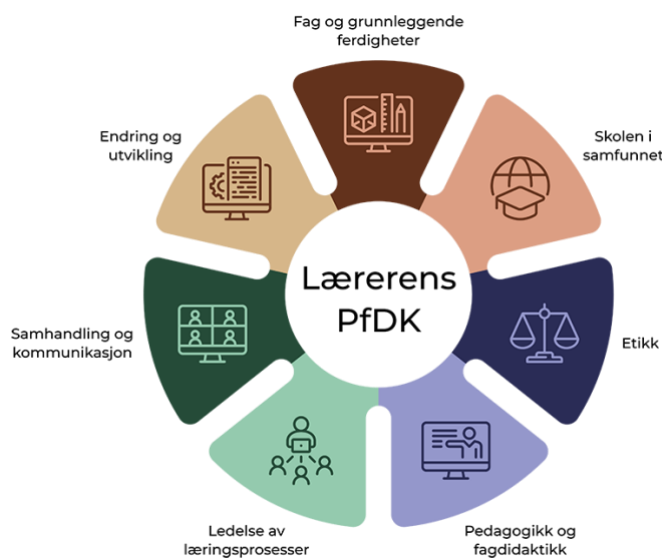 Fag og grunnleggende
ferdigheter
Skolen i
samfunnet
Etikk
Pedagogikk og
fagdidaktikk
Ledelse av
læringsprosesser
Samhandling og
kommunikasjon
Endring og
utvikling
Lærerens
PfDK